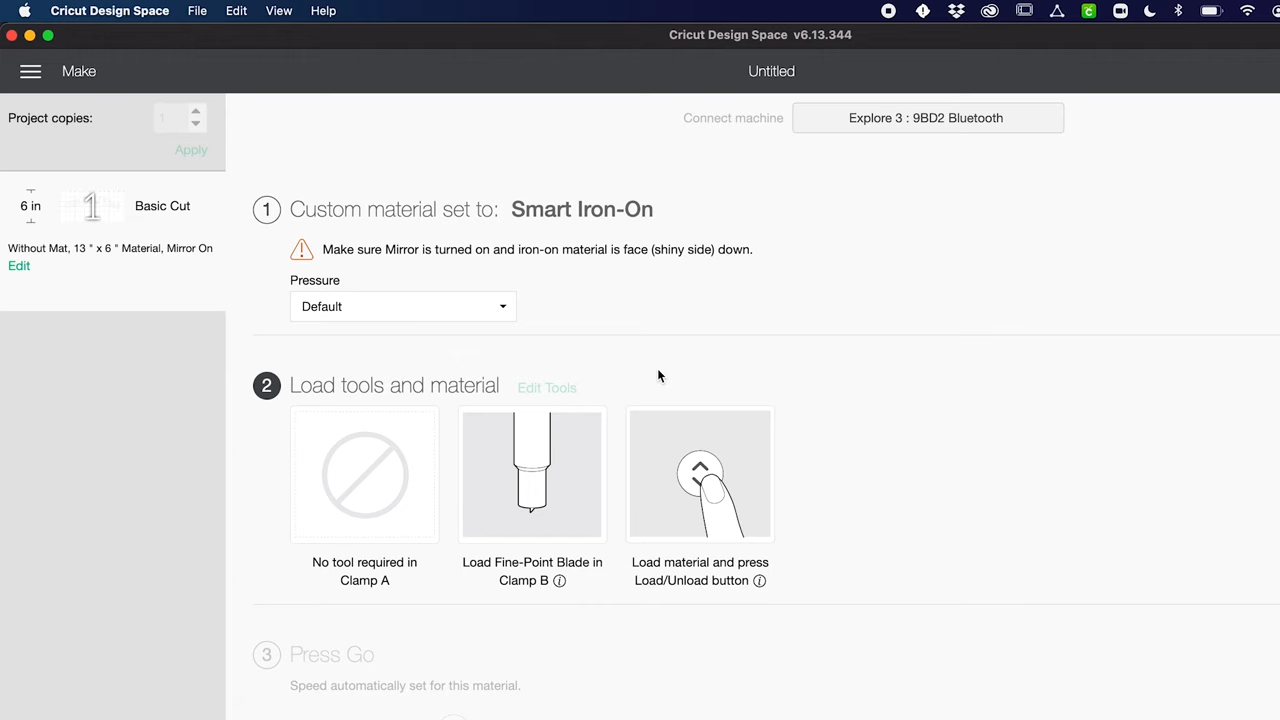 Cricut Design Space File Edit View Help
Cricut Design Space v6.13.344
Make
Untitled
Project copies:
1
Apply
Connect machine
Explore 3 : 9BD2 Bluetooth
6 in
1
Basic Cut
Without Mat, 13 " x 6 " Material, Mirror On
Edit
1 Custom material set to: Smart Iron-On
Make sure Mirror is turned on and iron-on material is face (shiny side) down.
Pressure
Default
2 Load tools and material Edit Tools
No tool required in
Clamp A
Load Fine-Point Blade in
Clamp B
Load material and press
Load/Unload button
3 Press Go
Speed automatically set for this material.